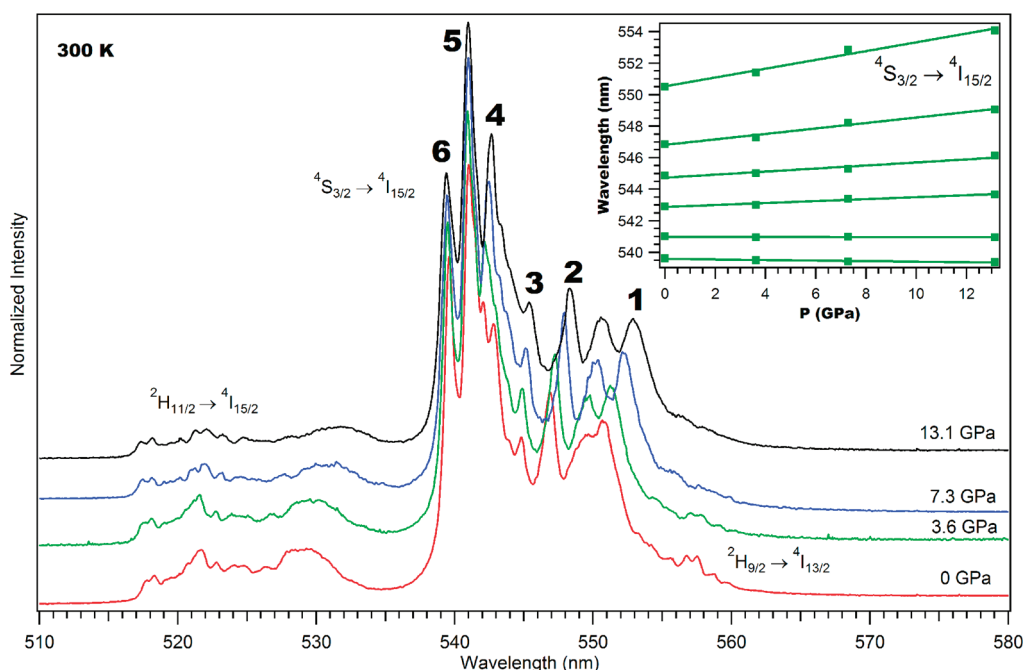 300 K
5
4
6
3
2
1
⁴S₃/₂ → ⁴I₁₅/₂
²H₁₁/₂ → ⁴I₁₅/₂
²H₉/₂ → ⁴I₁₃/₂
13.1 GPa
7.3 GPa
3.6 GPa
0 GPa
Normalized Intensity
510 520 530 540 550 560 570 580
Wavelength (nm)
554
552
550
548
546
544
542
540
Wavelength (nm)
⁴S₃/₂ → ⁴I₁₅/₂
0 2 4 6 8 10 12
P (GPa)